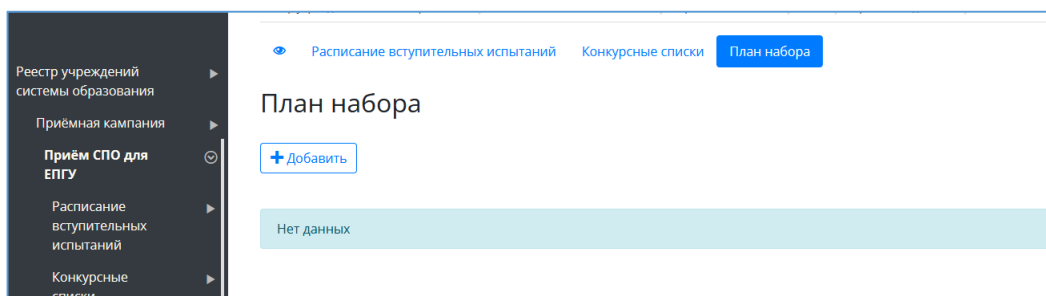 Расписание вступительных испытаний Конкурсные списки План набора
Реестр учреждений
системы образования
Приёмная кампания
Приём СПО для
ЕПГУ
Расписание
вступительных
испытаний
Конкурсные
списки
План набора
Добавить
Нет данных